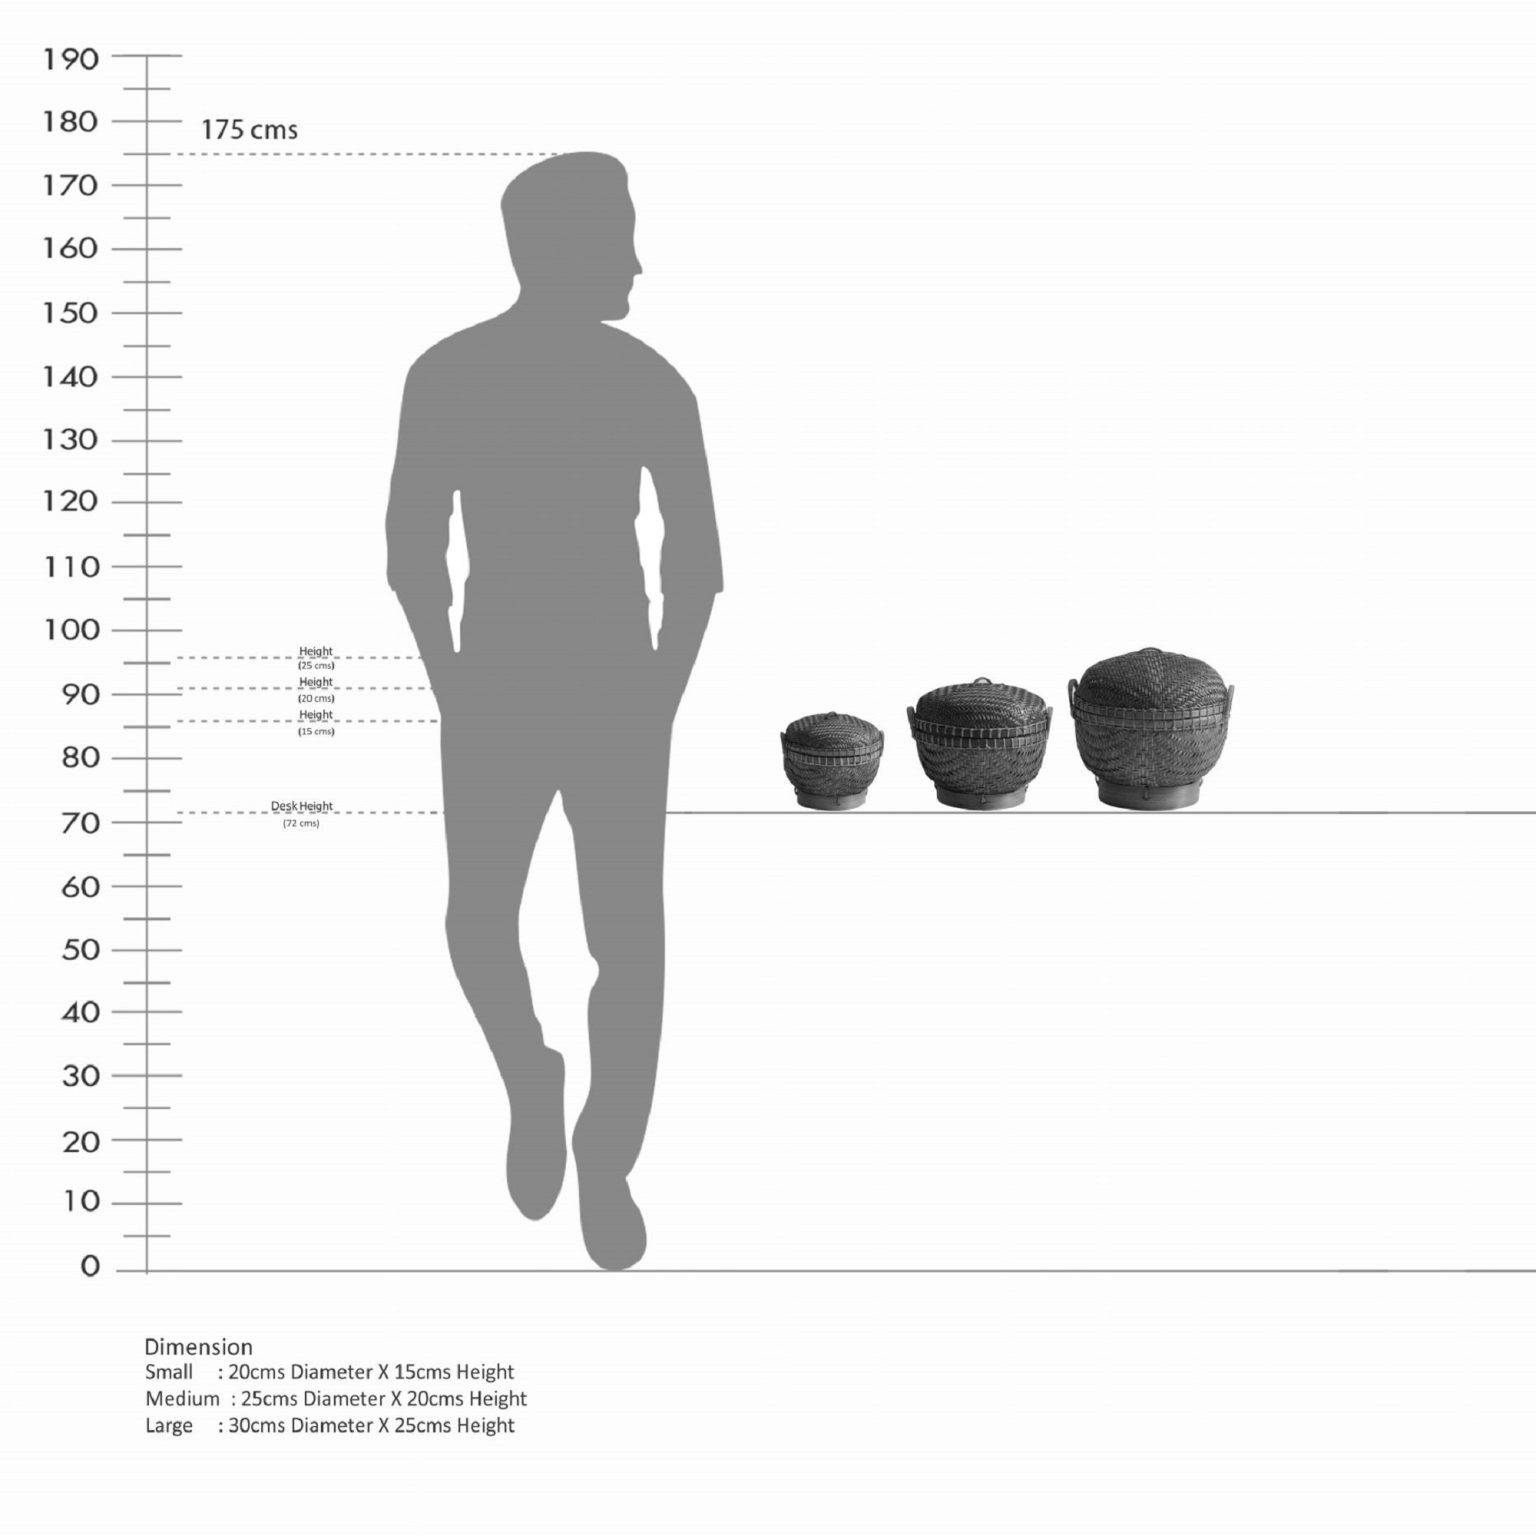 190
180
175 cms
170
160
150
140
130
120
110
100
Height
(25 cms)
90
Height
(20 cms)
Height
(15 cms)
80
Desk Height
(72 cms)
70
60
50
40
30
20
10
0
Dimension
Small : 20cms Diameter X 15cms Height
Medium : 25cms Diameter X 20cms Height
Large : 30cms Diameter X 25cms Height